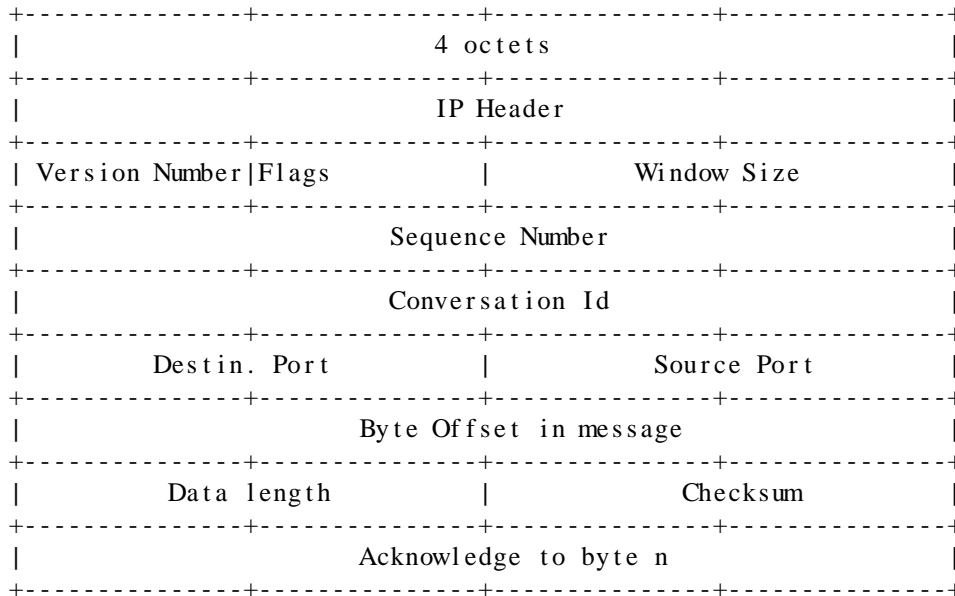 +---------------+---------------+---------------+---------------+
| 4 octets |
+---------------+---------------+---------------+---------------+
| IP Header |
+---------------+---------------+---------------+---------------+
| Version Number|Flags | Window Size |
+---------------+---------------+---------------+---------------+
| Sequence Number |
+---------------+---------------+---------------+---------------+
| Conversation Id |
+---------------+---------------+---------------+---------------+
| Destin. Port | Source Port |
+---------------+---------------+---------------+---------------+
| Byte Offset in message |
+---------------+---------------+---------------+---------------+
| Data length | Checksum |
+---------------+---------------+---------------+---------------+
| Acknowledge to byte n |
+---------------+---------------+---------------+---------------+